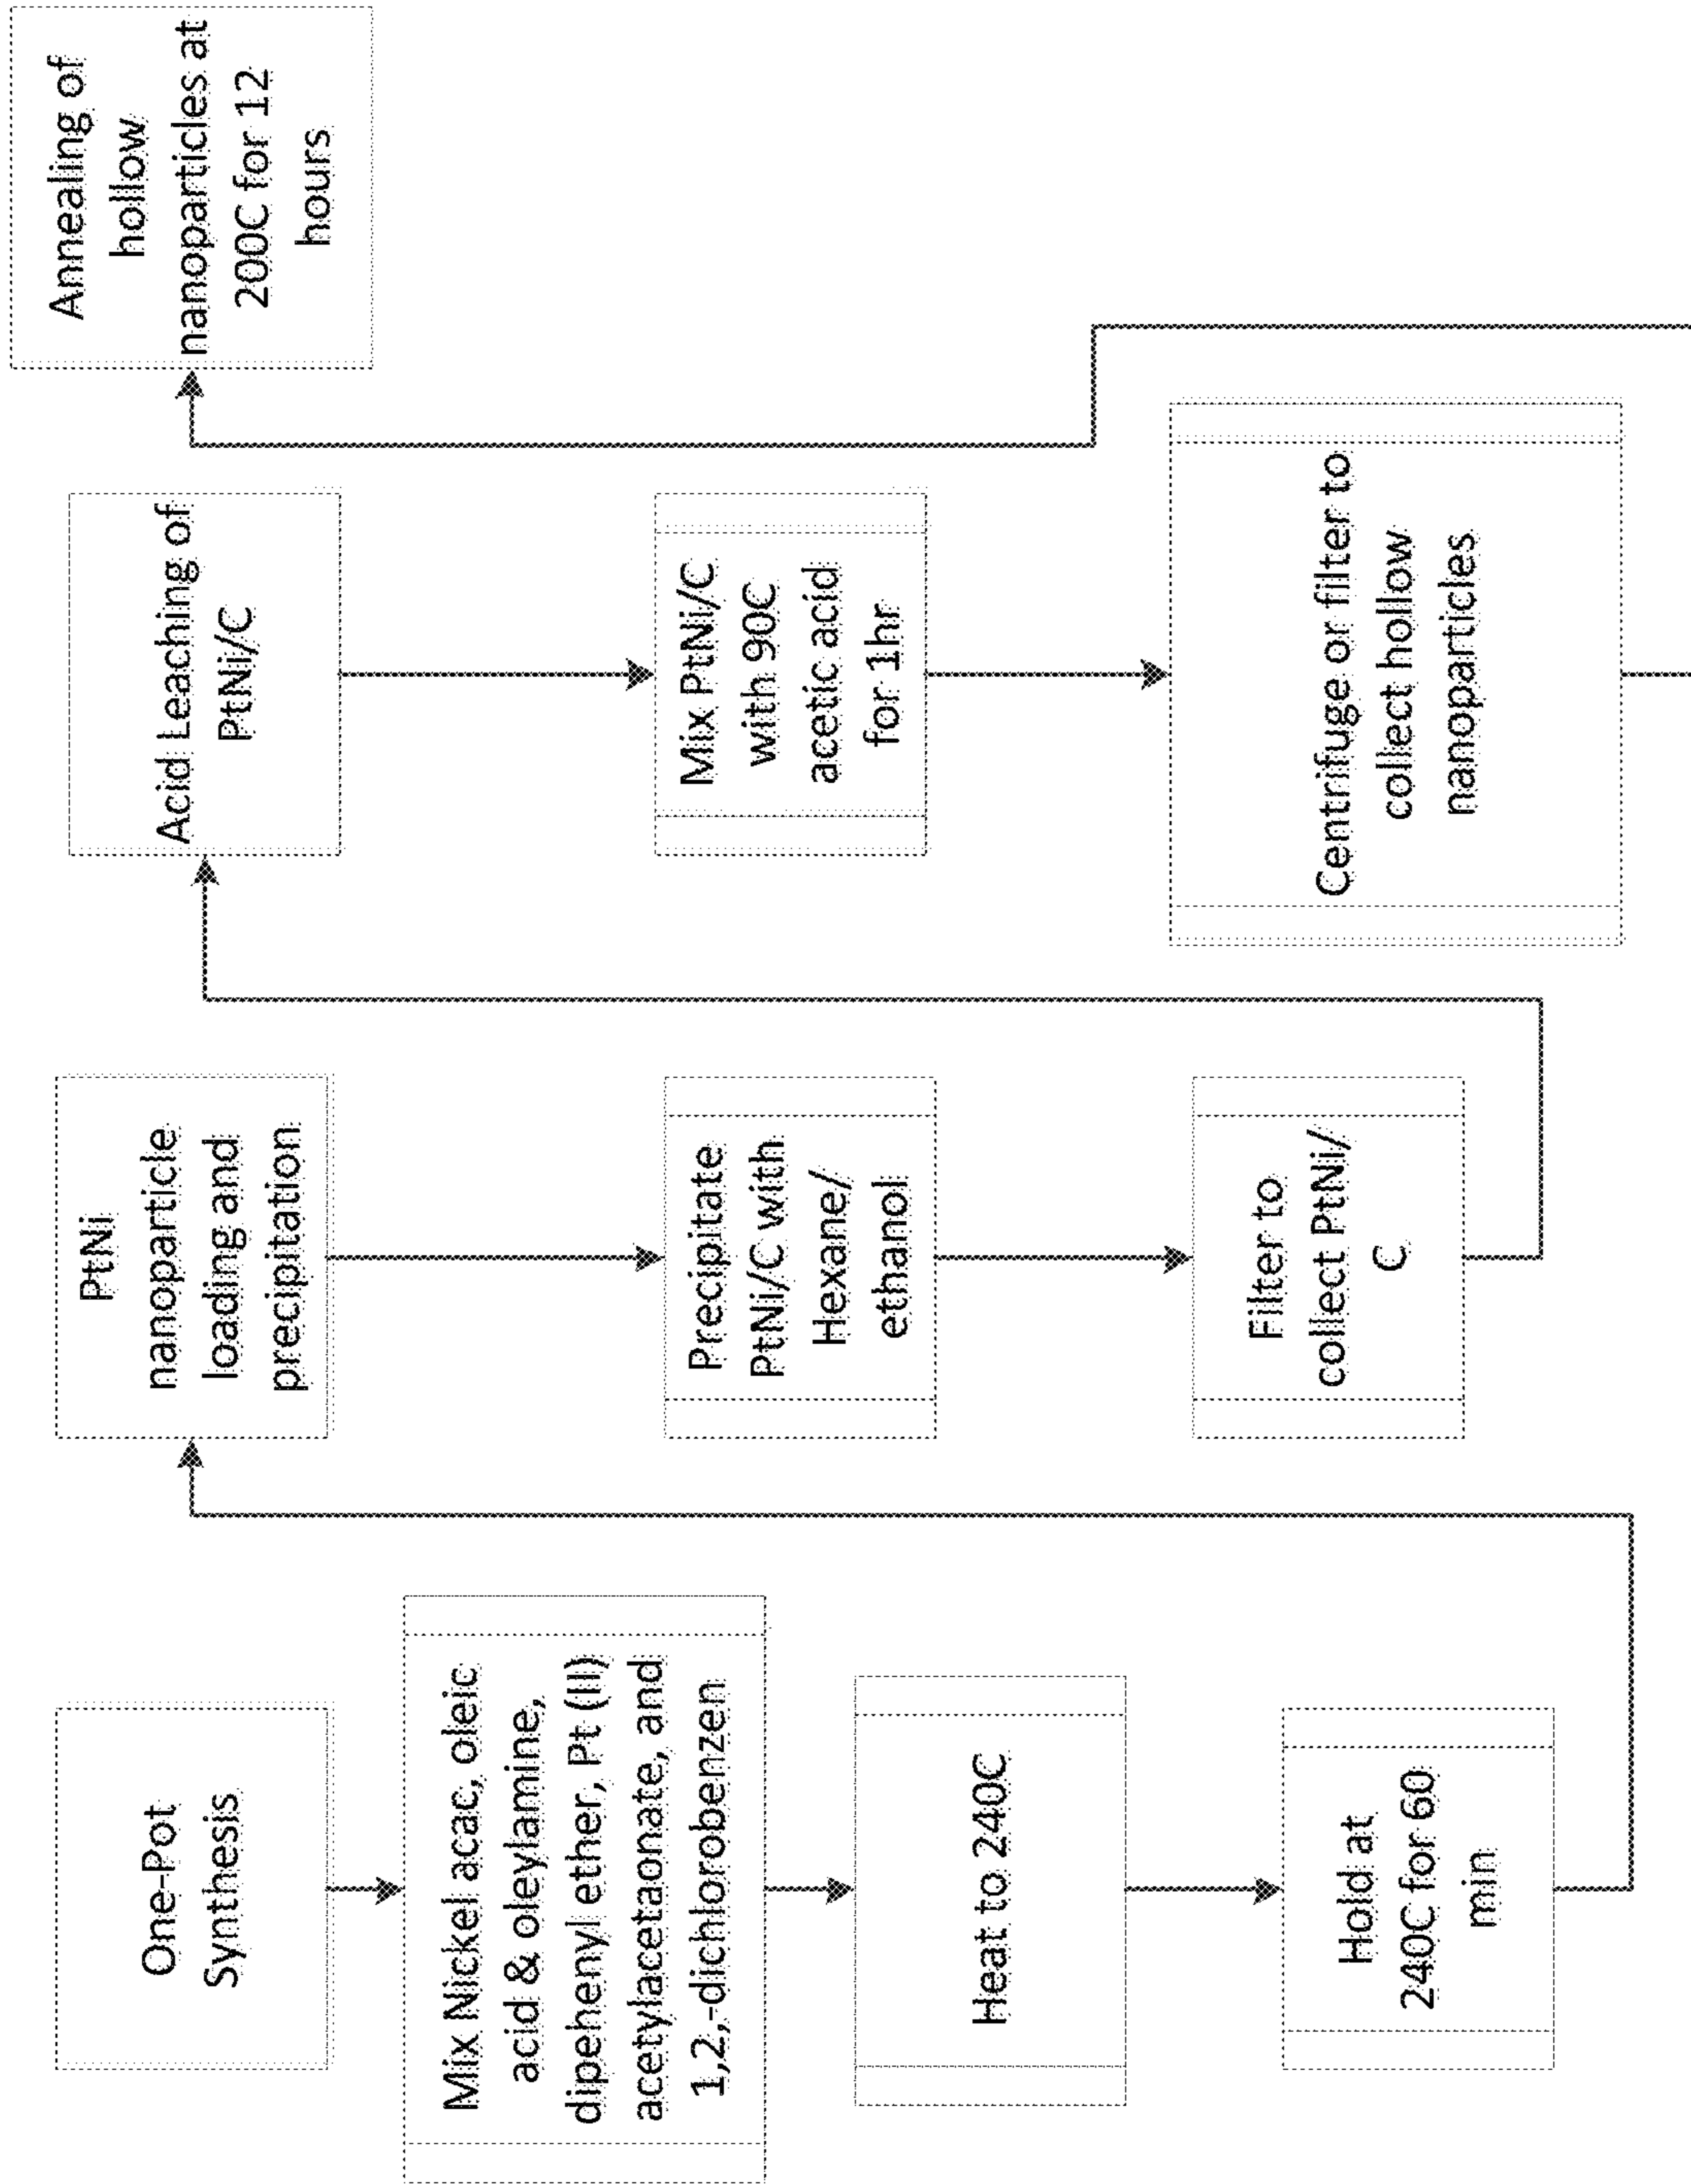 One-Pot
Synthesis
Mix Nickel acac, oleic
acid & oleylamine,
dipehenyl ether, Pt (II)
acetylacetaonate, and
1,2,-dichlorobenzen
Heat to 240C
Hold at
240C for 60
min
PtNi
nanoparticle
loading and
precipitation
Precipitate
PtNi/C with
Hexane/
ethanol
Filter to
collect PtNi/
C
Acid Leaching of
PtNi/C
Mix PtNi/C
with 90C
acetic acid
for 1hr
Centrifuge or filter to
collect hollow
nanoparticles
Annealing of
hollow
nanoparticles at
200C for 12
hours